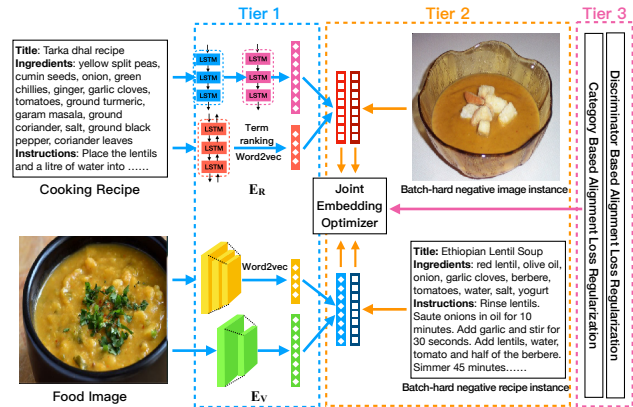 Tier 1
Tier 2
Tier 3
Title: Tarka dhal recipe
Ingredients: yellow split peas,
cumin seeds, onion, green
chillies, ginger, garlic cloves,
tomatoes, ground turmeric,
garam masala, ground
coriander, salt, ground black
pepper, coriander leaves
Instructions: Place the lentils
and a litre of water into ......
Cooking Recipe
LSTM
LSTM
LSTM
LSTM
LSTM
LSTM
LSTM
LSTM
LSTM
Term
ranking
Word2vec
E_R
Batch-hard negative image instance
Joint
Embedding
Optimizer
Food Image
Word2vec
E_V
Title: Ethiopian Lentil Soup
Ingredients: red lentil, olive oil,
onion, garlic cloves, berbere,
tomatoes, water, salt, yogurt
Instructions: Rinse lentils.
Saute onions in oil for 10
minutes. Add garlic and stir for
30 seconds. Add lentils, water,
tomato and half of the berbere.
Simmer 45 minutes......
Batch-hard negative recipe instance
Category Based Alignment Loss Regularization
Discriminator Based Alignment Loss Regularization